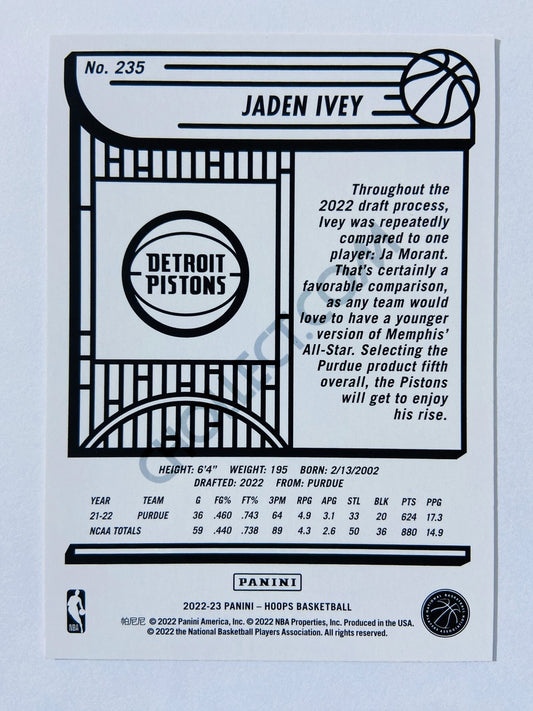 No. 235
JADEN IVEY
DETROIT
PISTONS
Throughout the
2022 draft process,
Ivey was repeatedly
compared to one
player: Ja Morant.
That's certainly a
favorable comparison,
as any team would
love to have a younger
version of Memphis'
All-Star. Selecting the
Purdue product fifth
overall, the Pistons
will get to enjoy
his rise.
HEIGHT: 6'4" WEIGHT: 195 BORN: 2/13/2002
DRAFTED: 2022 FROM: PURDUE
YEAR TEAM G FG% FT% 3PM RPG APG STL BLK PTS PPG
21-22 PURDUE 36 .460 .743 64 4.9 3.1 33 20 624 17.3
NCAA TOTALS 59 .440 .738 89 4.3 2.6 50 36 880 14.9
PANINI
2022-23 PANINI – HOOPS BASKETBALL
帕尼尼 © 2022 Panini America, Inc. © 2022 NBA Properties, Inc. Produced in the USA.
© 2022 the National Basketball Players Association. All rights reserved.
NBA